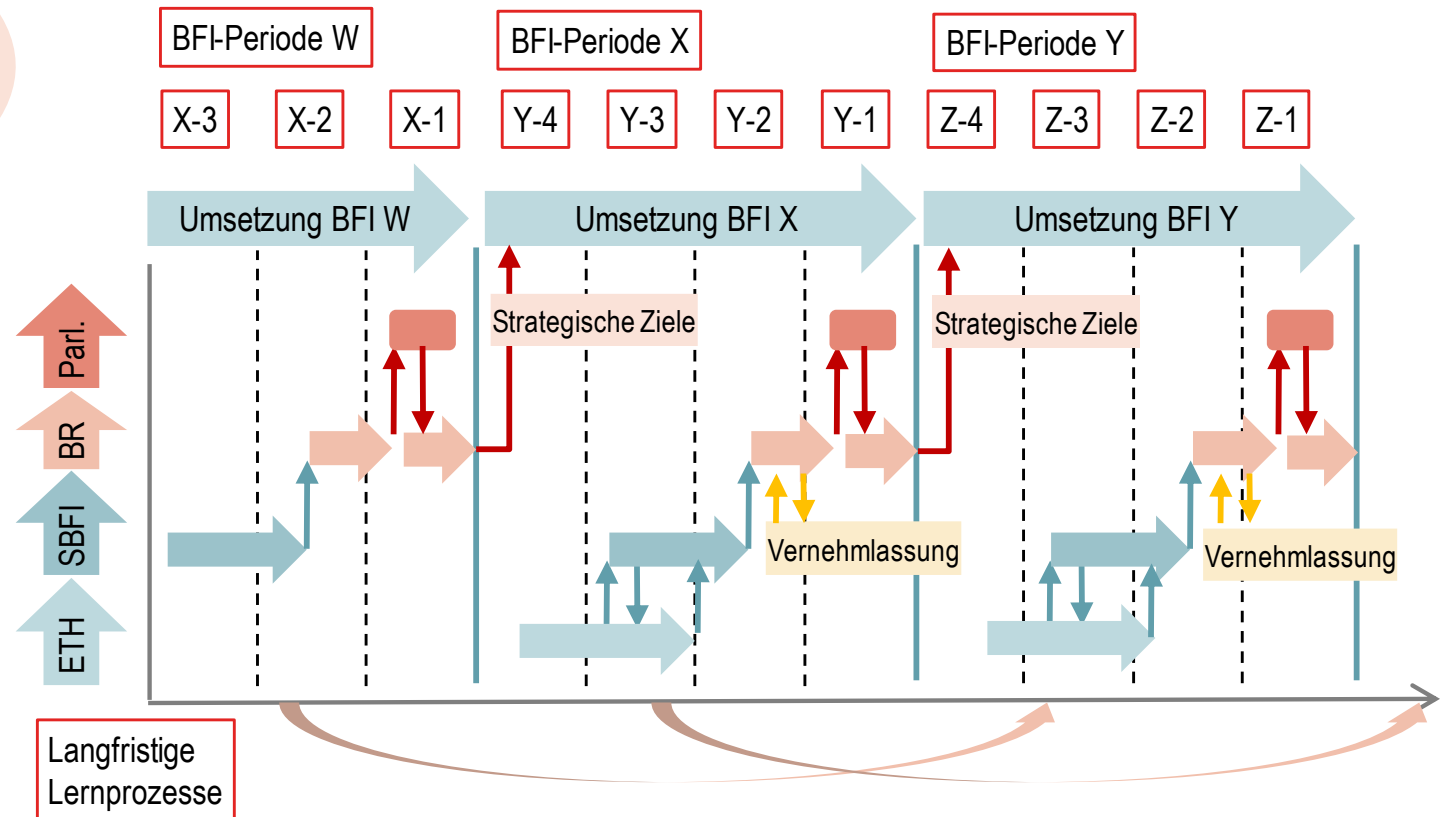 BFI-Periode W
BFI-Periode X
BFI-Periode Y
X-3
X-2
X-1
Y-4
Y-3
Y-2
Y-1
Z-4
Z-3
Z-2
Z-1
Umsetzung BFI W
Umsetzung BFI X
Umsetzung BFI Y
Parl.
Strategische Ziele
Strategische Ziele
BR
SBFI
Vernehmlassung
Vernehmlassung
ETH
Langfristige
Lernprozesse